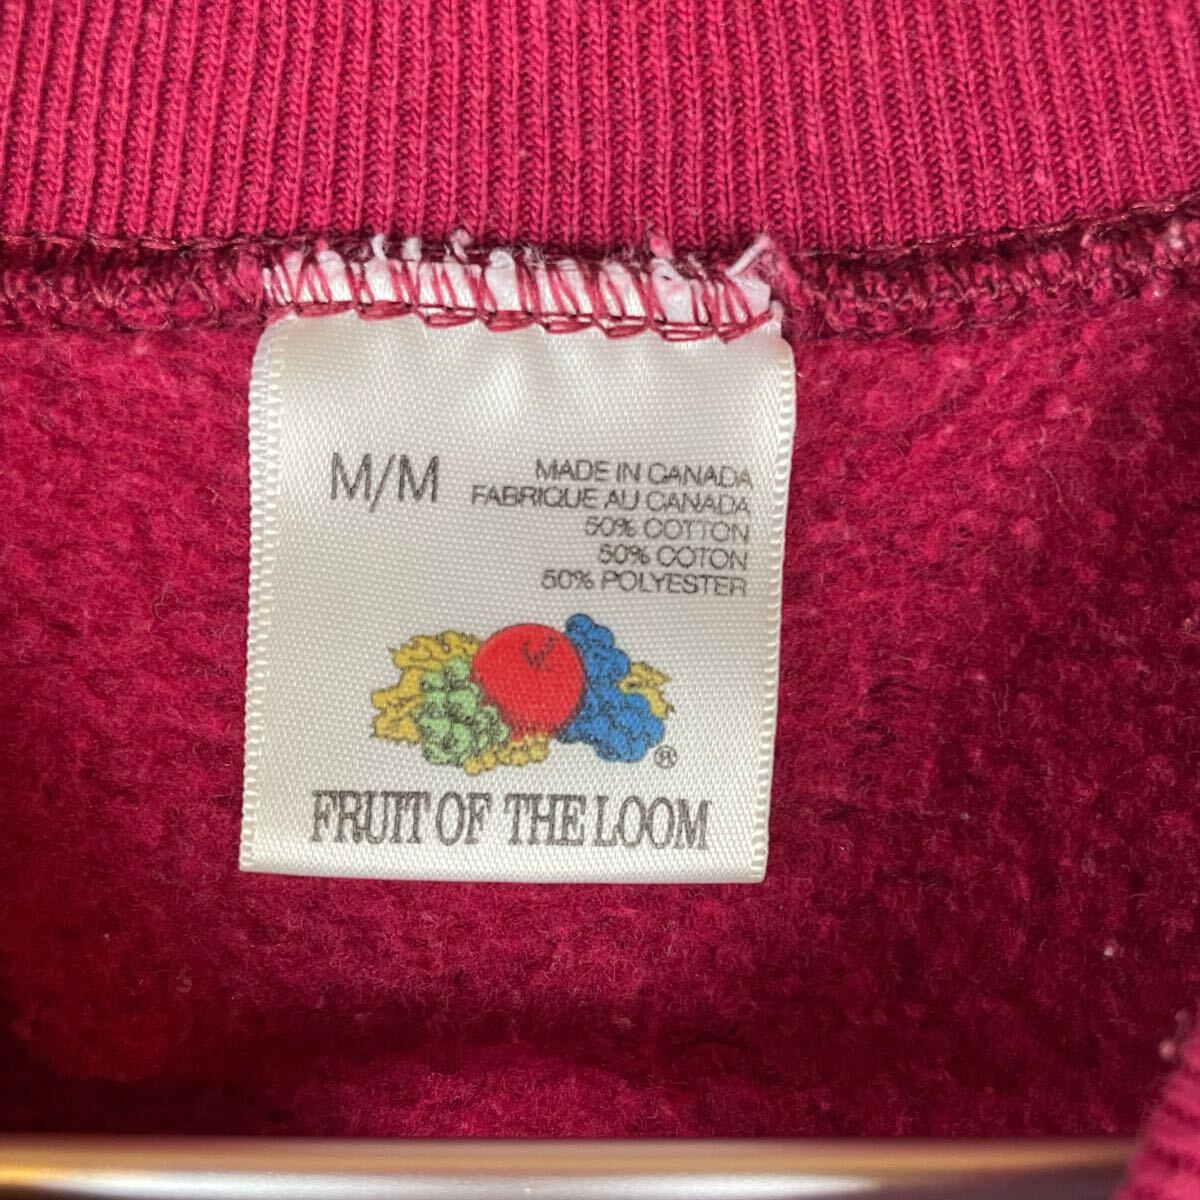 M/M
MADE IN CANADA
FABRIQUE AU CANADA
50% COTTON
50% COTON
50% POLYESTER
®
FRUIT OF THE LOOM